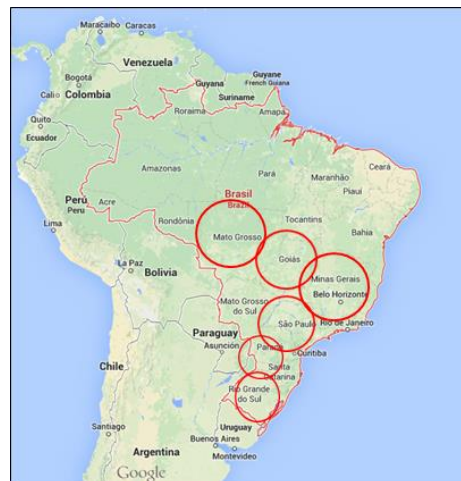 Maracaibo
Caracas
Venezuela
Bogotá
Cali
Colombia
Guyana
Suriname
Guyane
French Guiana
Quito
Ecuador
Roraima
Amapá
Amazonas
Pará
Maranhão
Ceará
Piauí
Acre
Rondônia
Brasil
Brazil
Tocantins
Bahia
Perú
Peru
Lima
Mato Grosso
Goiás
La Paz
Bolivia
Minas Gerais
Belo Horizonte
Mato Grosso
do Sul
São Paulo
Rio de Janeiro
Paraguay
Asunción
Paraná
Curitiba
Santa
Catarina
Chile
Rio Grande
do Sul
Santiago
Uruguay
Buenos Aires
Montevideo
Argentina
Google